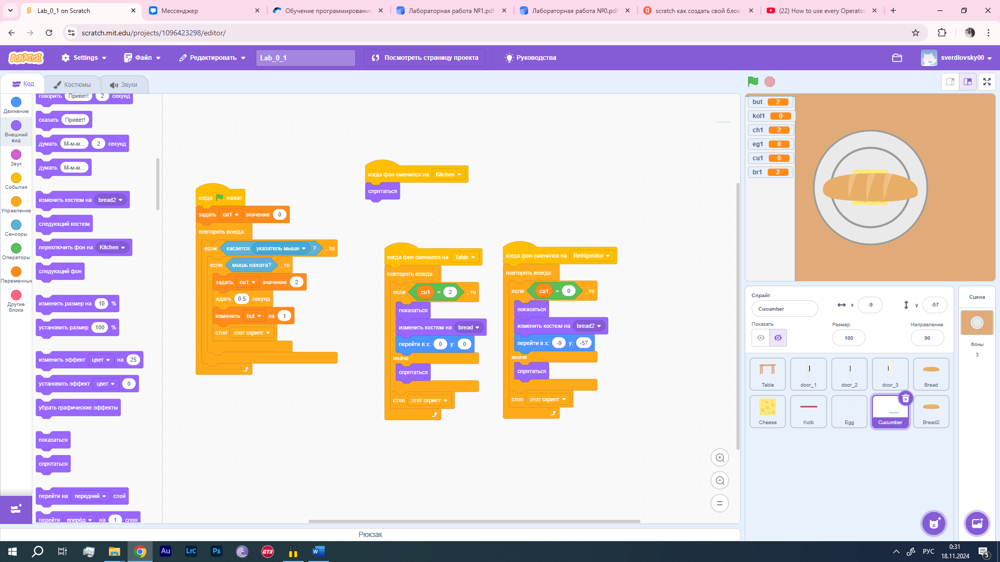 Lab_0_1 on Scratch
Мессенджер
Обучение программировани
Лабораторная работа №1.pdf
Лабораторная работа №0.pdf
scratch как создать свой блок
(22) How to use every Operator
scratch.mit.edu/projects/1096423298/editor/
SCRATCH
Settings
Файл
Редактировать
Lab_0_1
Посмотреть страницу проекта
Руководства
sverdlovsky00
Код
Костюмы
Звуки
Движение
Внешний вид
Звук
События
Управление
Сенсоры
Операторы
Переменные
Другие блоки
говорить Привет! 2 секунд
сказать Привет!
думать М-м-м... 2 секунд
думать М-м-м...
изменить костюм на bread2
следующий костюм
переключить фон на Kitchen
следующий фон
изменить размер на 10 %
установить размер 100 %
изменить эффект цвет на 25
установить эффект цвет 0
убрать графические эффекты
показаться
спрятаться
перейти на передний слой
перейти вперёд на 1 слоя
когда нажат
задать cu1 значение 0
повторять всегда
если касается указатель мыши ? , то
если мышь нажата? , то
задать cu1 значение 2
ждать 0.5 секунд
изменить but на 1
стоп этот скрипт
когда фон сменился на Kitchen
спрятаться
когда фон сменился на Table
повторять всегда
если cu1 = 2 , то
показаться
изменить костюм на bread
перейти в x: 0 y: 0
иначе
спрятаться
стоп этот скрипт
когда фон сменился на Refrigerator
повторять всегда
если cu1 = 0 , то
показаться
изменить костюм на bread2
перейти в x: -9 y: -57
иначе
спрятаться
стоп этот скрипт
but 2
kol1 0
ch1 2
eg1 0
cu1 0
br1 2
Спрайт
Cucumber
x -9
y -57
Показать
Размер
100
Направление
90
Table
door_1
door_2
door_3
Bread
Cheese
Kolb
Egg
Cucumber
Bread2
Сцена
Фоны
3
Рюкзак
Au
LrC
Ps
GT3
W
РУС
0:31
18.11.2024
5